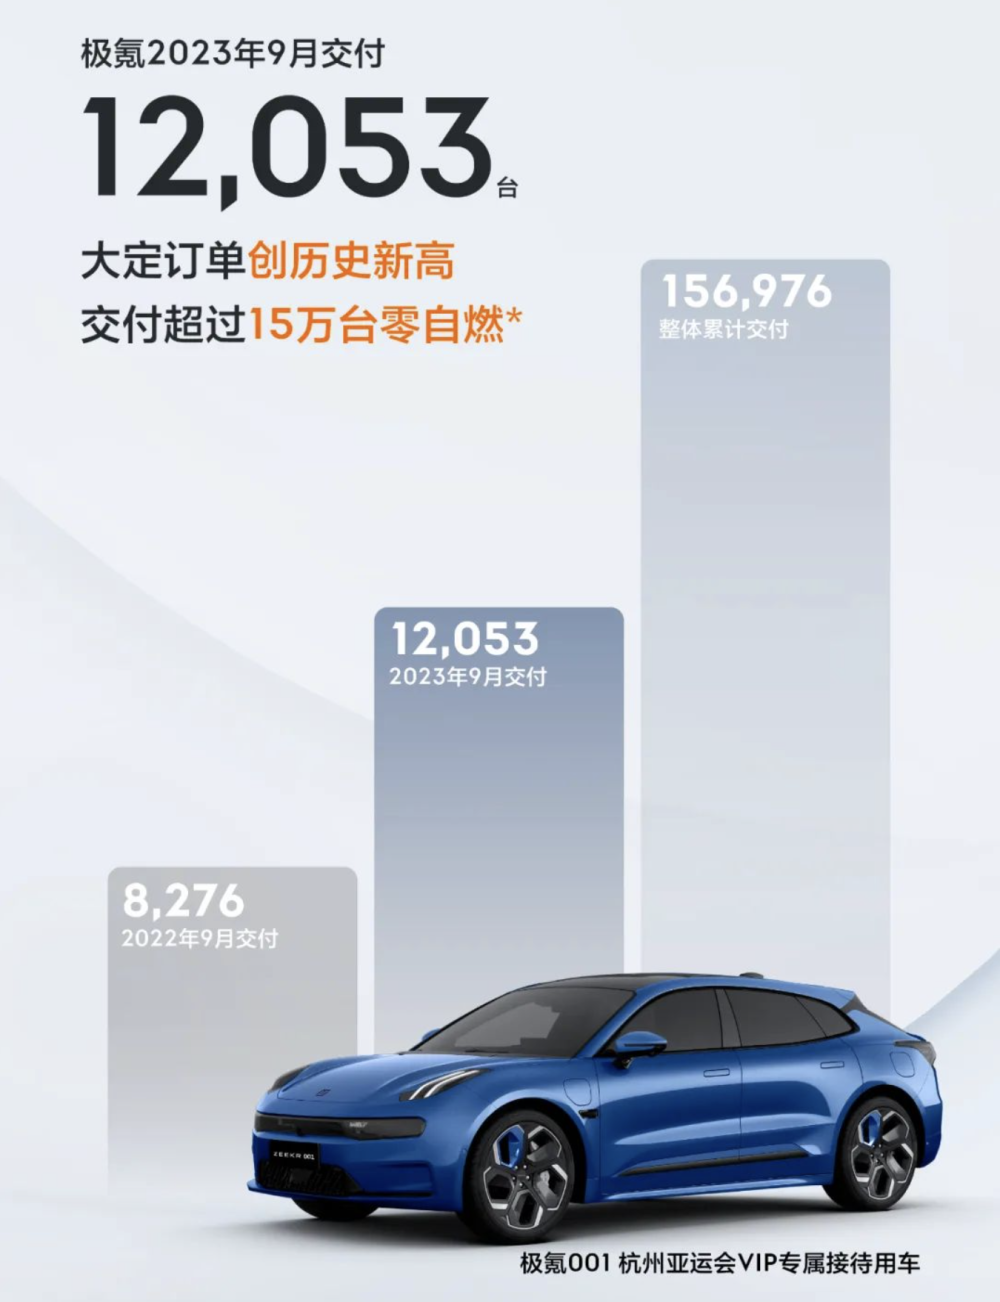 极氪2023年9月交付
12,053台
大定订单创历史新高
交付超过15万台零自燃*
156,976
整体累计交付
12,053
2023年9月交付
8,276
2022年9月交付
ZEEKR 001
极氪001 杭州亚运会VIP专属接待用车